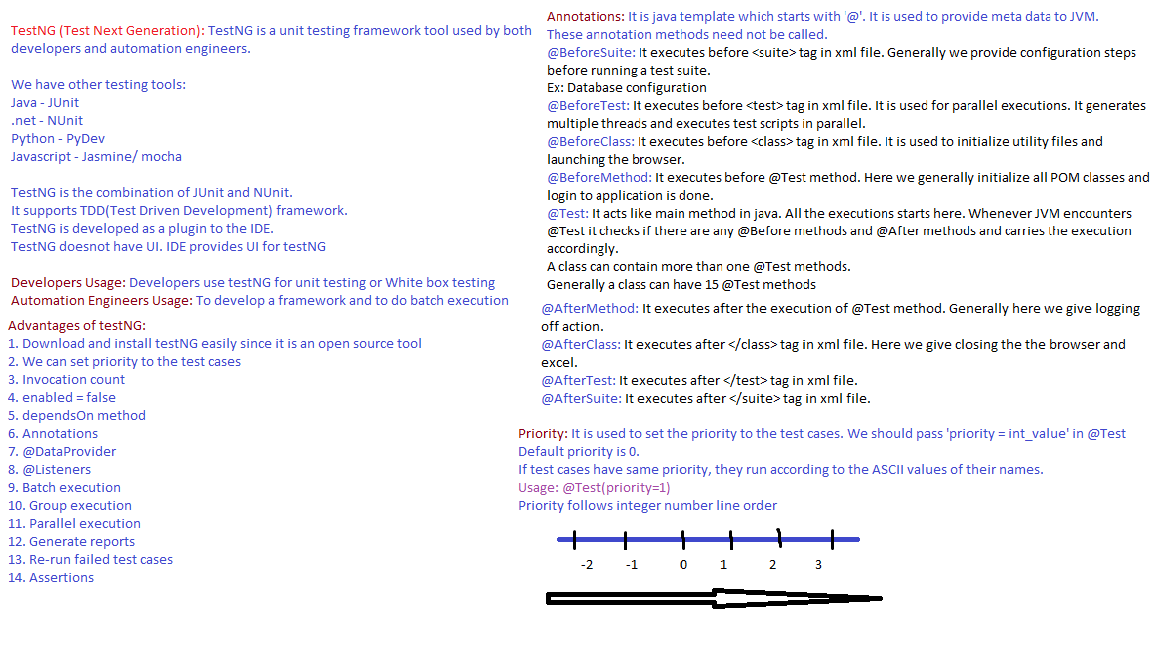 TestNG (Test Next Generation): TestNG is a unit testing framework tool used by both
developers and automation engineers.
We have other testing tools:
Java - JUnit
.net - NUnit
Python - PyDev
Javascript - Jasmine/ mocha
TestNG is the combination of JUnit and NUnit.
It supports TDD(Test Driven Development) framework.
TestNG is developed as a plugin to the IDE.
TestNG doesnot have UI. IDE provides UI for testNG
Developers Usage: Developers use testNG for unit testing or White box testing
Automation Engineers Usage: To develop a framework and to do batch execution
Advantages of testNG:
1. Download and install testNG easily since it is an open source tool
2. We can set priority to the test cases
3. Invocation count
4. enabled = false
5. dependsOn method
6. Annotations
7. @DataProvider
8. @Listeners
9. Batch execution
10. Group execution
11. Parallel execution
12. Generate reports
13. Re-run failed test cases
14. Assertions
Annotations: It is java template which starts with '@'. It is used to provide meta data to JVM.
These annotation methods need not be called.
@BeforeSuite: It executes before <suite> tag in xml file. Generally we provide configuration steps
before running a test suite.
Ex: Database configuration
@BeforeTest: It executes before <test> tag in xml file. It is used for parallel executions. It generates
multiple threads and executes test scripts in parallel.
@BeforeClass: It executes before <class> tag in xml file. It is used to initialize utility files and
launching the browser.
@BeforeMethod: It executes before @Test method. Here we generally initialize all POM classes and
login to application is done.
@Test: It acts like main method in java. All the executions starts here. Whenever JVM encounters
@Test it checks if there are any @Before methods and @After methods and carries the execution
accordingly.
A class can contain more than one @Test methods.
Generally a class can have 15 @Test methods
@AfterMethod: It executes after the execution of @Test method. Generally here we give logging
off action.
@AfterClass: It executes after </class> tag in xml file. Here we give closing the the browser and
excel.
@AfterTest: It executes after </test> tag in xml file.
@AfterSuite: It executes after </suite> tag in xml file.
Priority: It is used to set the priority to the test cases. We should pass 'priority = int_value' in @Test
Default priority is 0.
If test cases have same priority, they run according to the ASCII values of their names.
Usage: @Test(priority=1)
Priority follows integer number line order
-2 -1 0 1 2 3